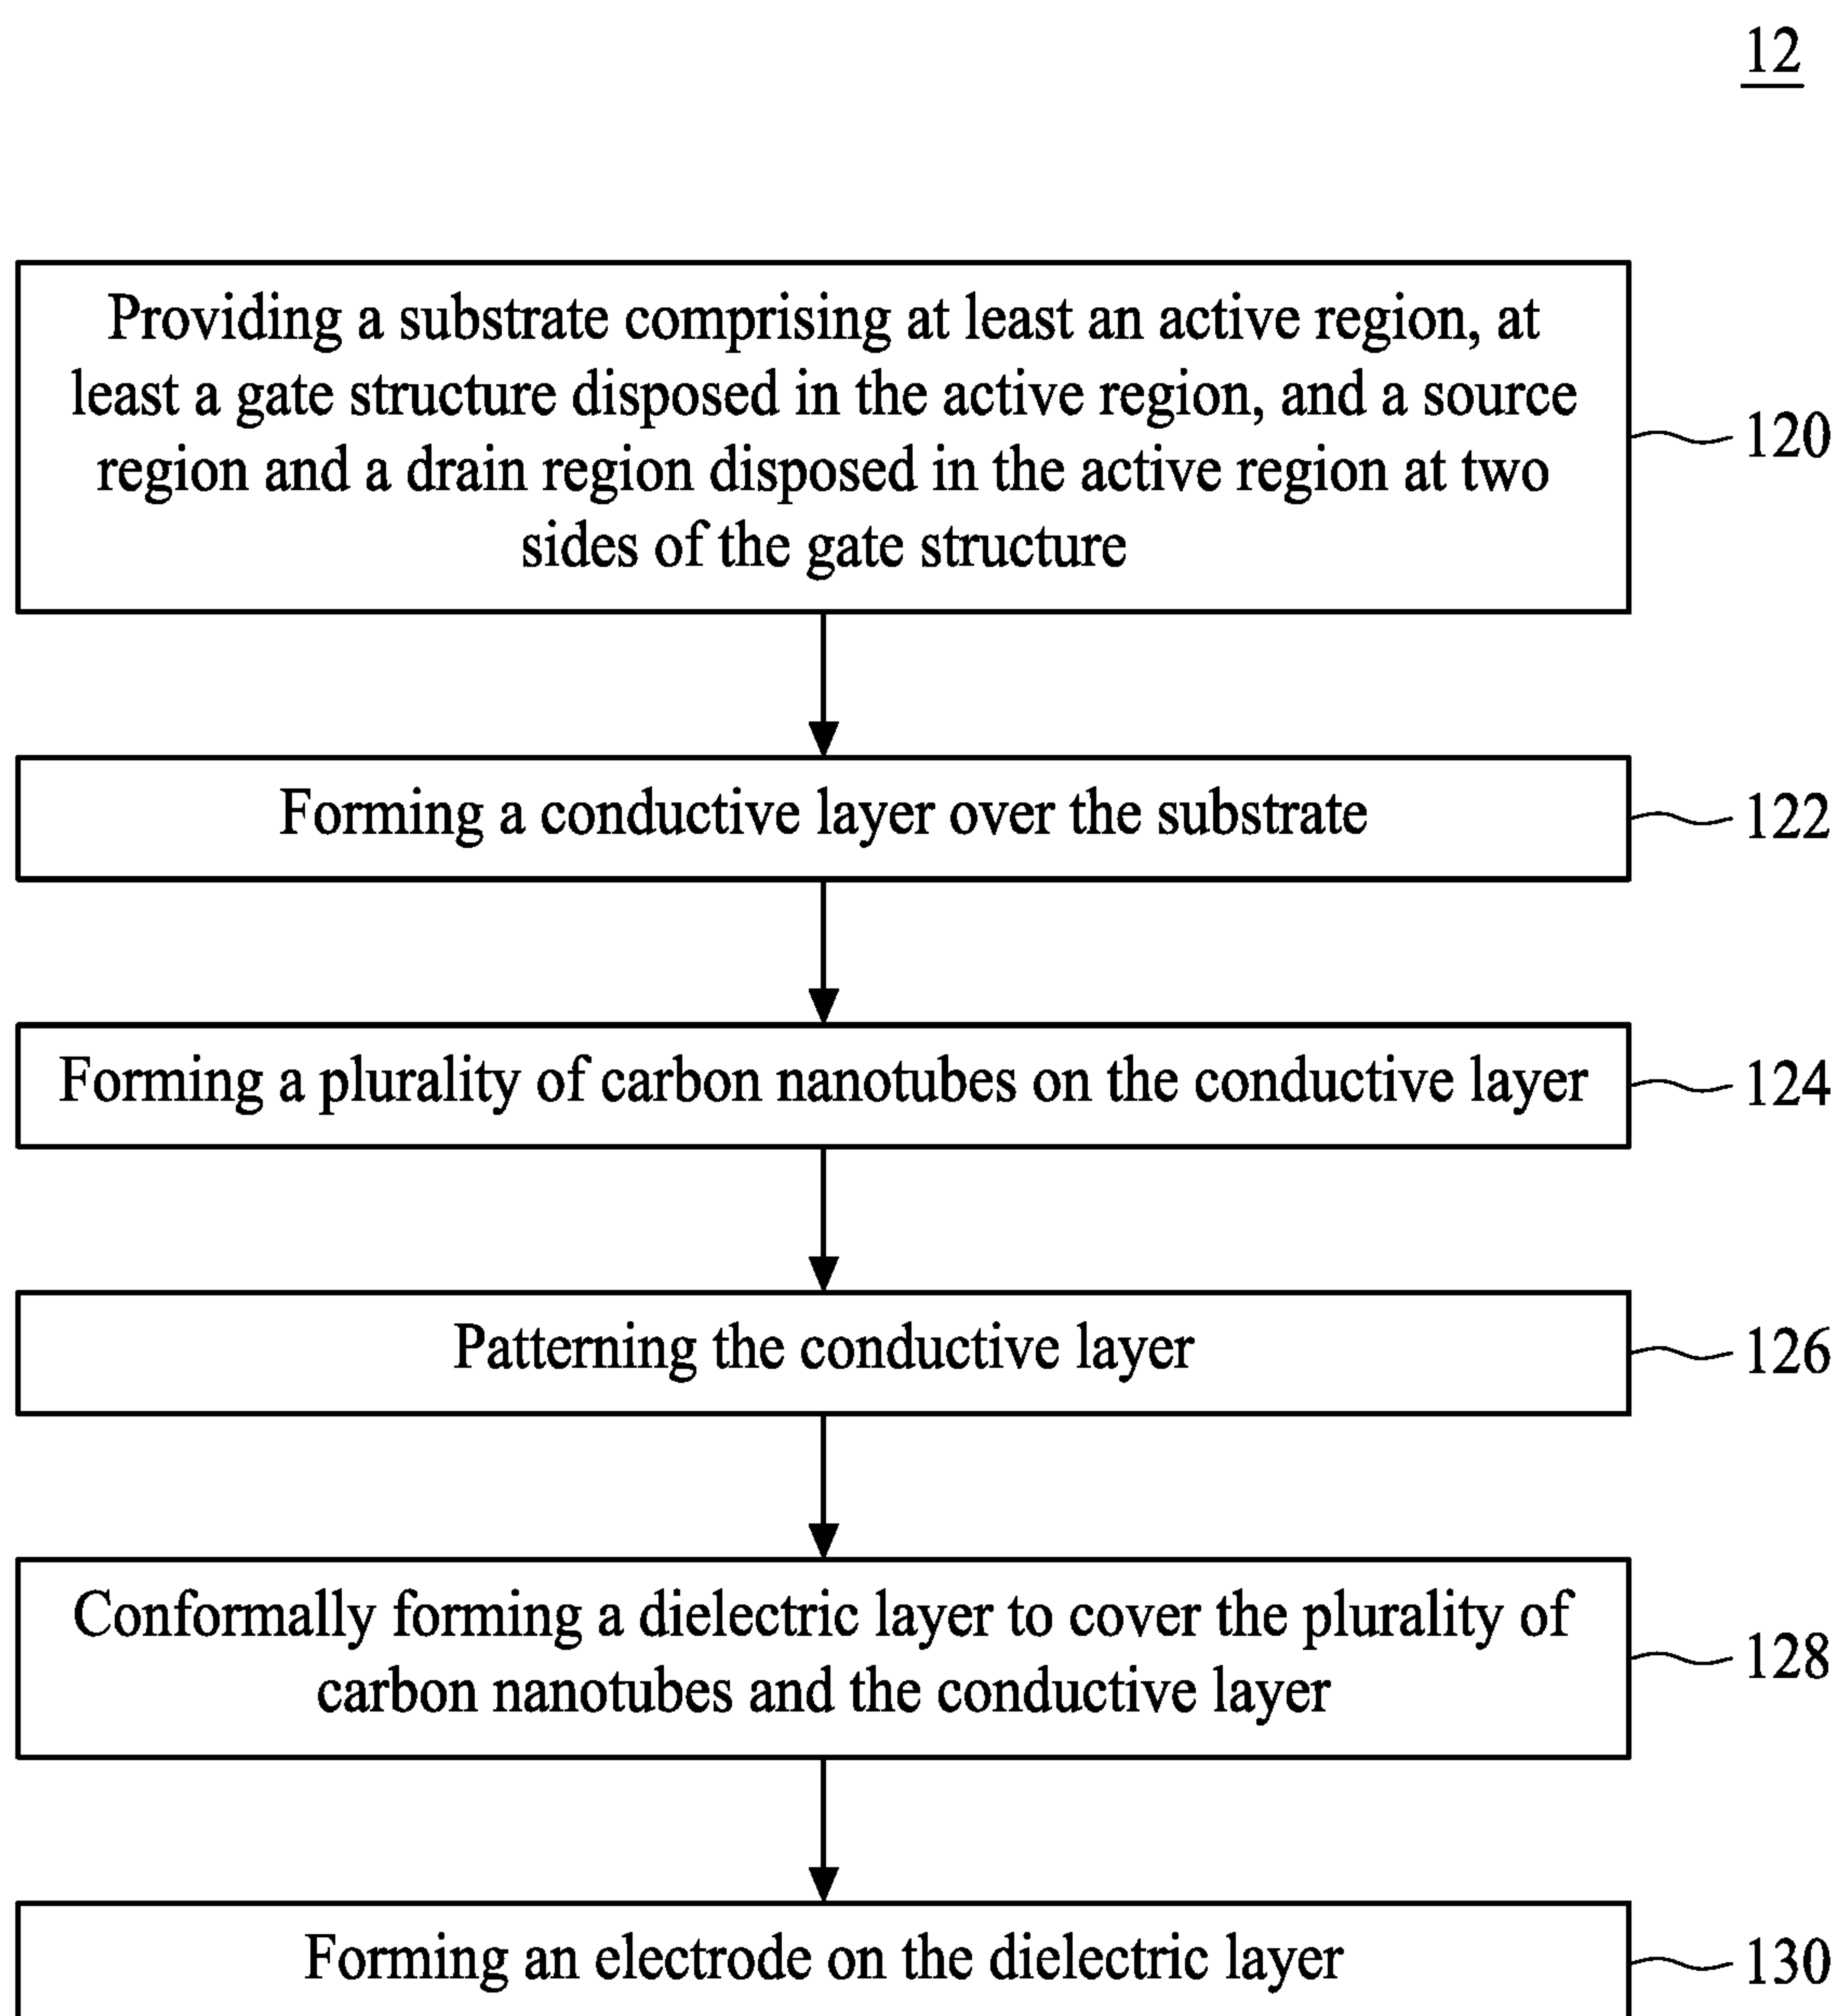 12
Providing a substrate comprising at least an active region, at
least a gate structure disposed in the active region, and a source
region and a drain region disposed in the active region at two
sides of the gate structure
120
Forming a conductive layer over the substrate
122
Forming a plurality of carbon nanotubes on the conductive layer
124
Patterning the conductive layer
126
Conformally forming a dielectric layer to cover the plurality of
carbon nanotubes and the conductive layer
128
Forming an electrode on the dielectric layer
130